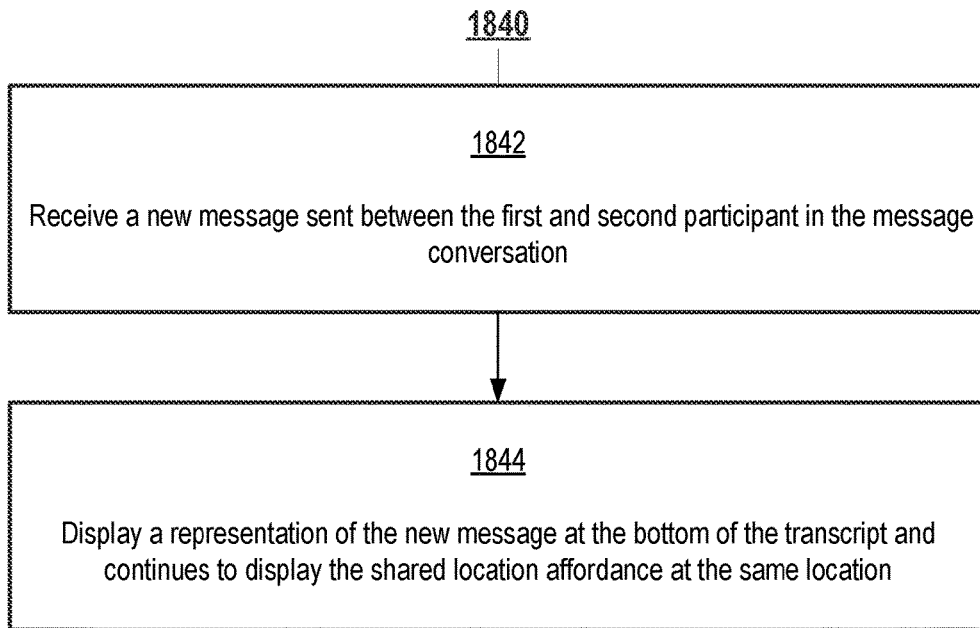 1840
1842
Receive a new message sent between the first and second participant in the message
conversation
1844
Display a representation of the new message at the bottom of the transcript and
continues to display the shared location affordance at the same location